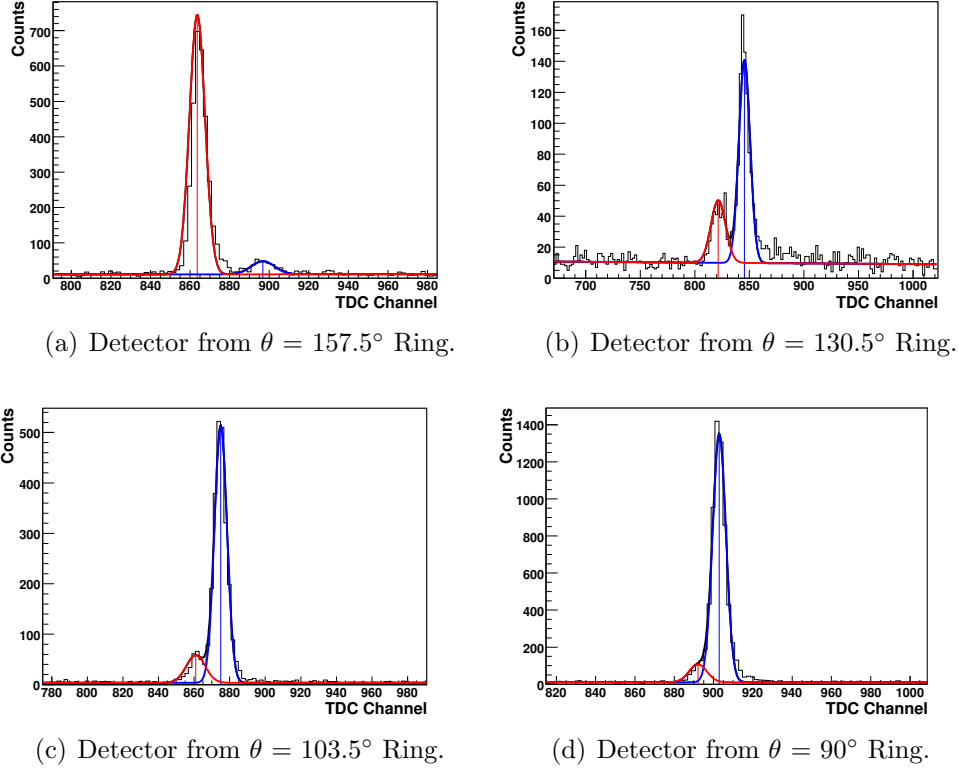 Counts
700
600
500
400
300
200
100
0
800 820 840 860 880 900 920 940 960 980
TDC Channel
(a) Detector from θ = 157.5° Ring.
Counts
160
140
120
100
80
60
40
20
0
700 750 800 850 900 950 1000
TDC Channel
(b) Detector from θ = 130.5° Ring.
Counts
500
400
300
200
100
0
780 800 820 840 860 880 900 920 940 960 980
TDC Channel
(c) Detector from θ = 103.5° Ring.
Counts
1400
1200
1000
800
600
400
200
0
820 840 860 880 900 920 940 960 980 1000
TDC Channel
(d) Detector from θ = 90° Ring.